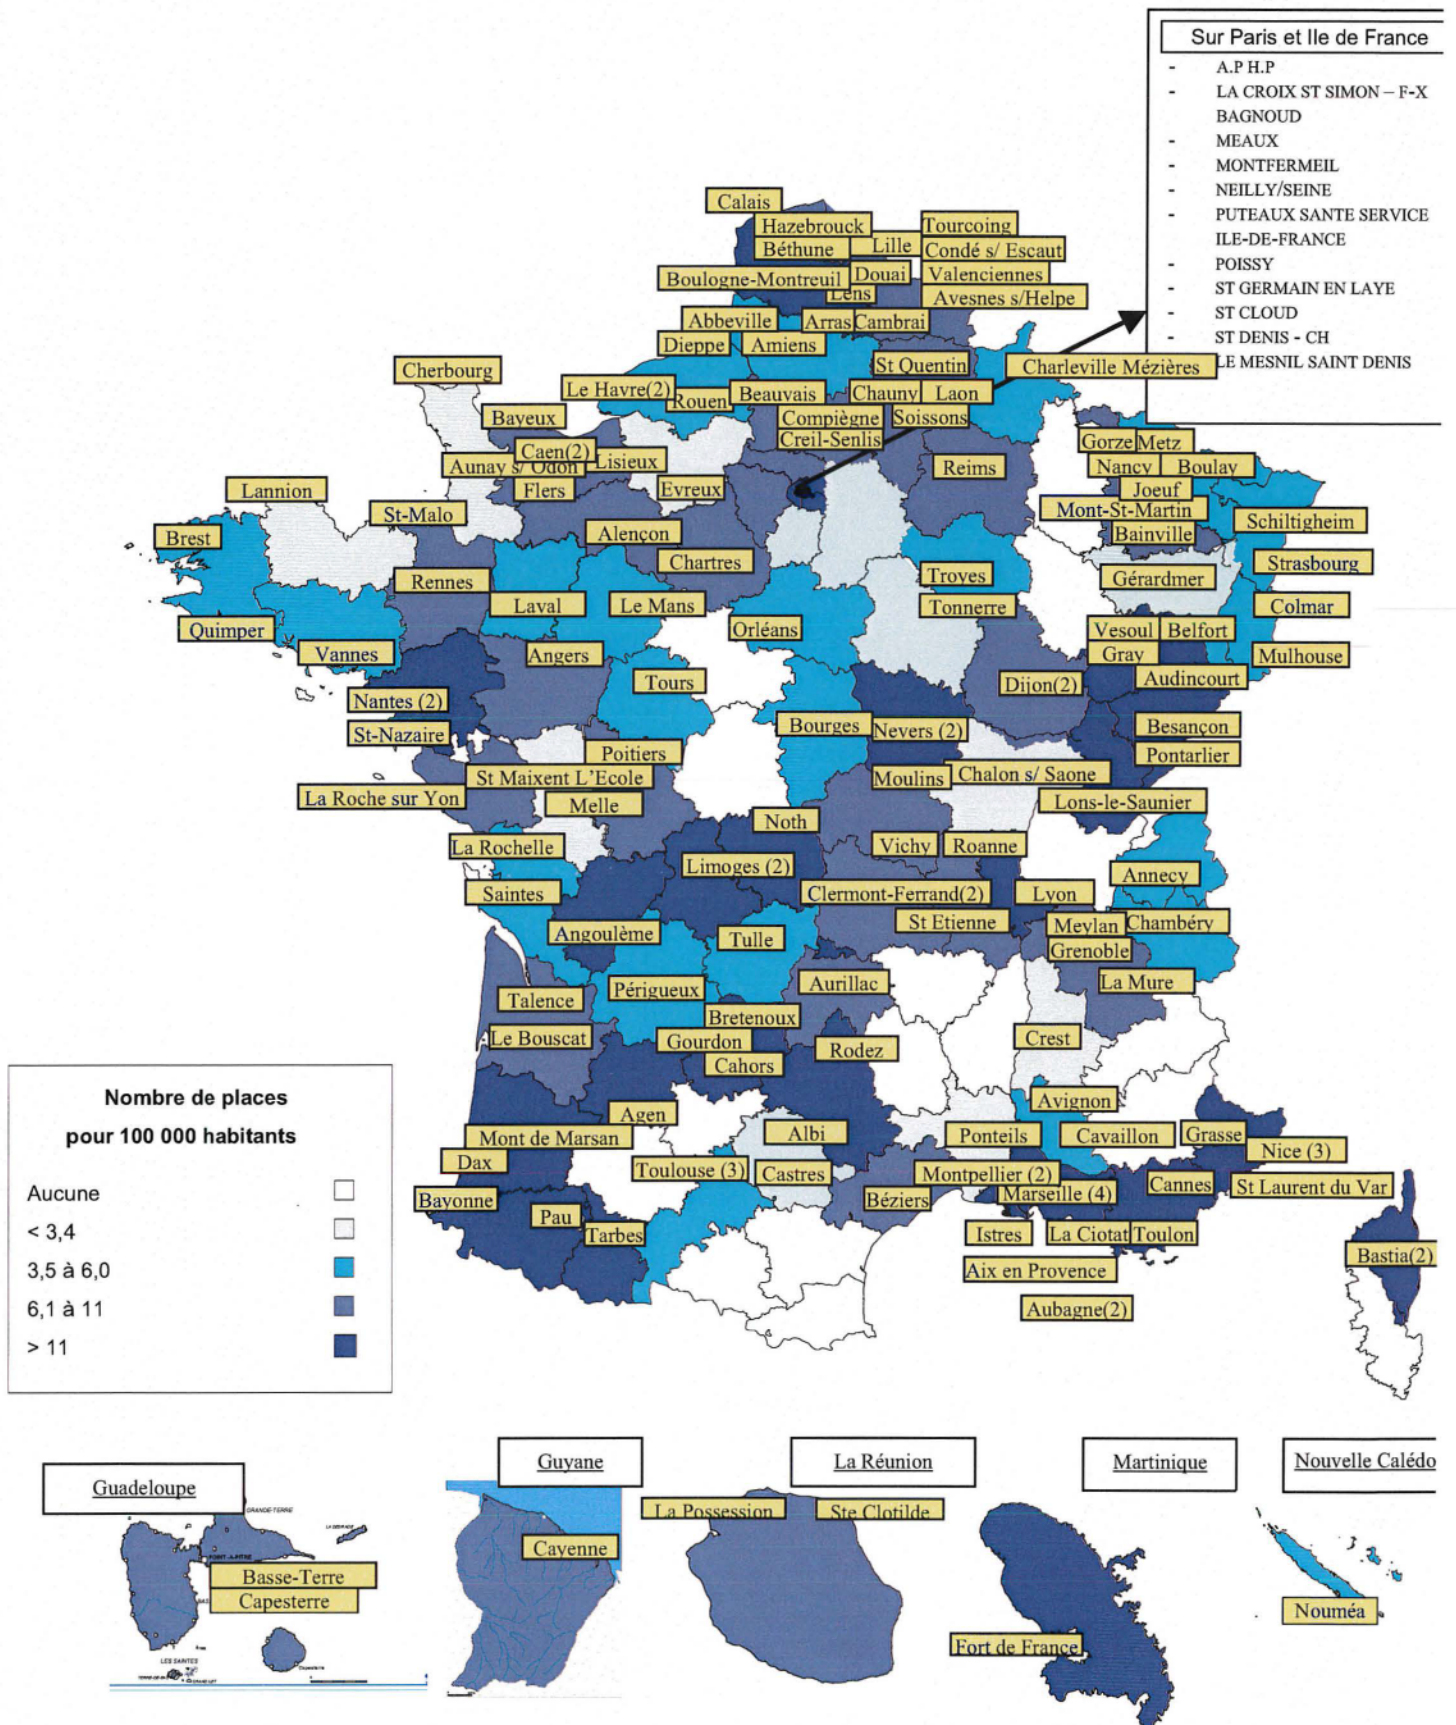 Sur Paris et Ile de France
- A.P H.P
- LA CROIX ST SIMON – F-X
BAGNOUD
- MEAUX
- MONTFERMEIL
- NEILLY/SEINE
- PUTEAUX SANTE SERVICE
ILE-DE-FRANCE
- POISSY
- ST GERMAIN EN LAYE
- ST CLOUD
- ST DENIS - CH
LE MESNIL SAINT DENIS
Calais
Hazebrouck
Tourcoing
Béthune
Lille
Condé s/ Escaut
Boulogne-Montreuil
Douai
Valenciennes
Lens
Avesnes s/Helpe
Abbeville
Arras
Cambrai
Dieppe
Amiens
St Quentin
Charleville Mézières
Cherbourg
Le Havre(2)
Rouen
Beauvais
Chauny
Laon
Bayeux
Compiègne
Soissons
Creil-Senlis
Caen(2)
Aunay s/ Odon
Lisieux
Reims
Gorze
Metz
Nancy
Boulay
Lannion
Flers
Evreux
Joeuf
St-Malo
Mont-St-Martin
Schiltigheim
Brest
Alençon
Bainville
Chartres
Strasbourg
Rennes
Troyes
Gérardmer
Laval
Le Mans
Tonnerre
Colmar
Quimper
Orléans
Vesoul
Belfort
Vannes
Angers
Gray
Mulhouse
Tours
Dijon(2)
Audincourt
Nantes (2)
Bourges
Nevers (2)
Besançon
St-Nazaire
Poitiers
Pontarlier
St Maixent L'Ecole
Moulins
Chalon s/ Saone
La Roche sur Yon
Melle
Lons-le-Saunier
Noth
La Rochelle
Vichy
Roanne
Limoges (2)
Annecy
Saintes
Clermont-Ferrand(2)
Lyon
Angoulème
Tulle
St Etienne
Meylan
Chambéry
Grenoble
Talence
Périgueux
Aurillac
La Mure
Bretenoux
Le Bouscat
Gourdon
Rodez
Crest
Cahors
Agen
Avignon
Mont de Marsan
Albi
Ponteils
Cavaillon
Grasse
Nice (3)
Dax
Toulouse (3)
Castres
Montpellier (2)
Bayonne
Béziers
Marseille (4)
Cannes
St Laurent du Var
Pau
Tarbes
Istres
La Ciotat
Toulon
Bastia(2)
Aix en Provence
Aubagne(2)
Nombre de places
pour 100 000 habitants
Aucune
< 3,4
3,5 à 6,0
6,1 à 11
> 11
Guadeloupe
Guyane
La Réunion
Martinique
Nouvelle Calédo
GRANDE-TERRE
La Possession
Ste Clotilde
Cayenne
Basse-Terre
Capesterre
LES SAINTES
Capesterre
Nouméa
Fort de France